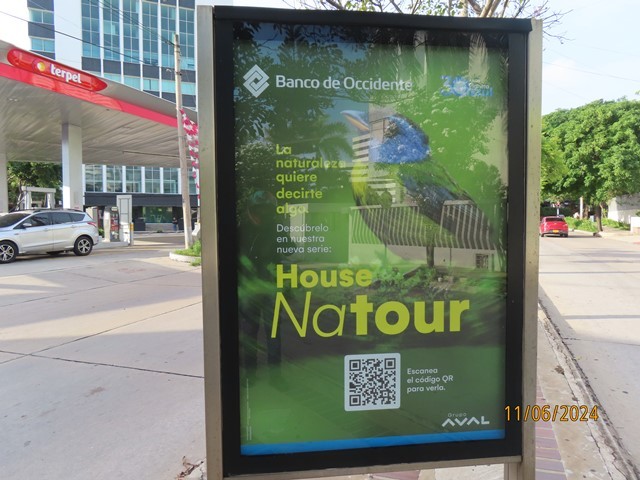 terpel
Banco de Occidente
La
naturaleza
quiere
decirte
algo.
Descúbrelo
en nuestra
nueva serie:
House
Natour
Escanea
el código QR
para verla.
Grupo
AVAL
11/06/2024